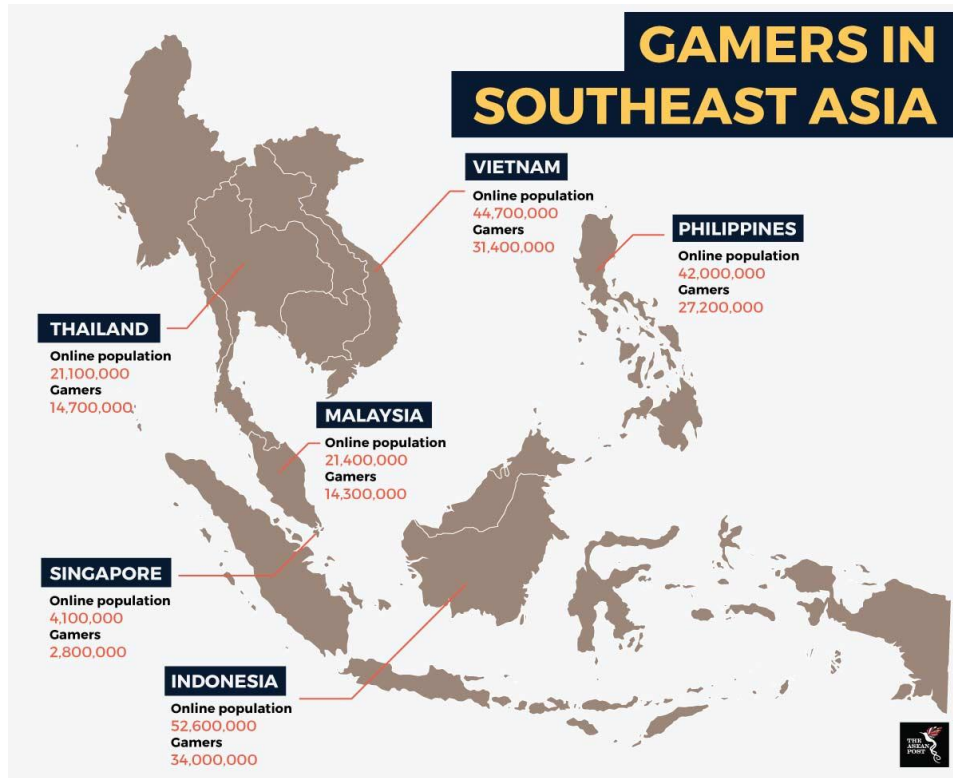 GAMERS IN
SOUTHEAST ASIA
VIETNAM
Online population
44,700,000
Gamers
31,400,000
PHILIPPINES
Online population
42,000,000
Gamers
27,200,000
THAILAND
Online population
21,100,000
Gamers
14,700,000
MALAYSIA
Online population
21,400,000
Gamers
14,300,000
SINGAPORE
Online population
4,100,000
Gamers
2,800,000
INDONESIA
Online population
52,600,000
Gamers
34,000,000
THE
ASEAN
POST